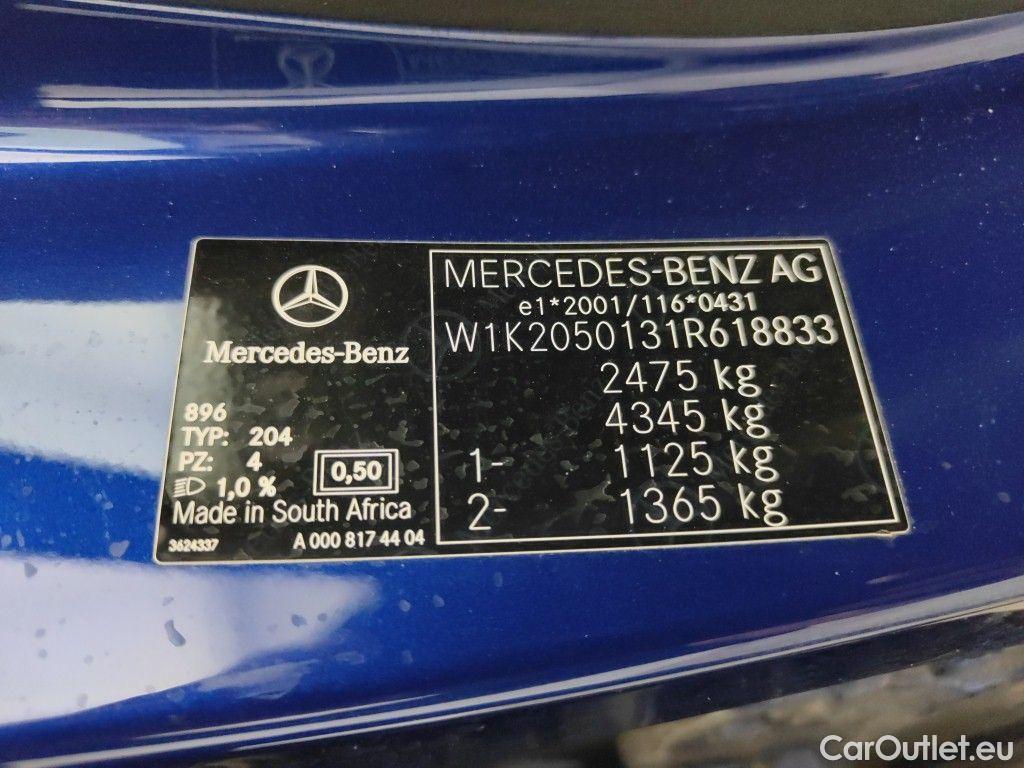 MERCEDES-BENZ AG
e1*2001/116*0431
W1K2050131R618833
2475 kg
4345 kg
1- 1125 kg
2- 1365 kg
Mercedes-Benz
896
TYP: 204
PZ: 4
1,0 %
0,50
Made in South Africa
3624337 A 000 817 44 04
CarOutlet.eu